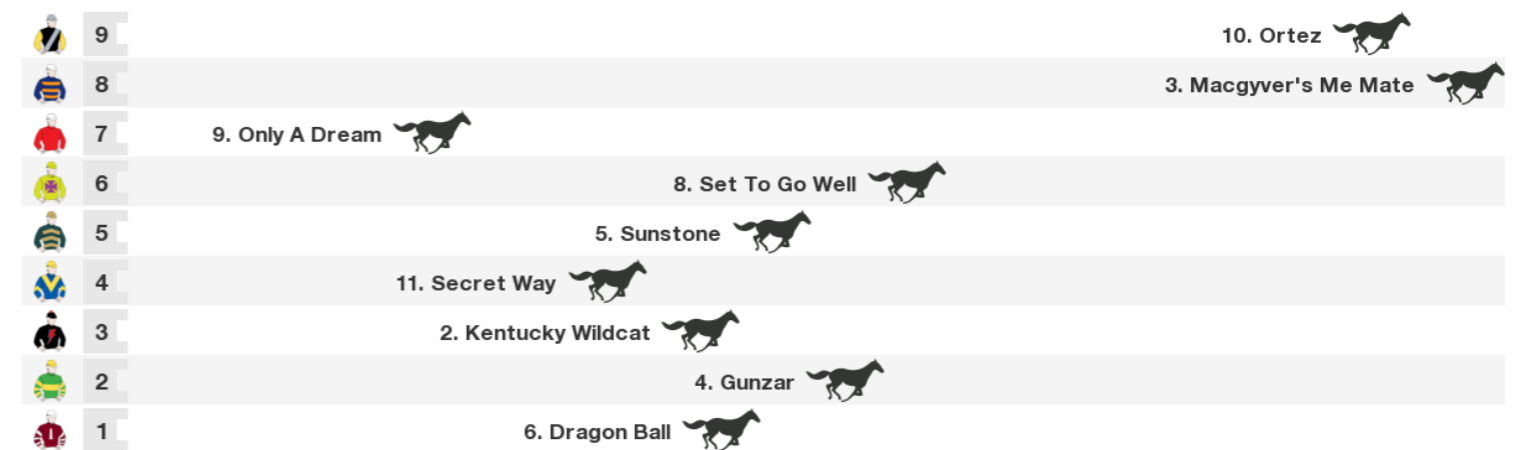 9 10. Ortez
8 3. Macgyver's Me Mate
7 9. Only A Dream
6 8. Set To Go Well
5 5. Sunstone
4 11. Secret Way
3 2. Kentucky Wildcat
2 4. Gunzar
1 6. Dragon Ball